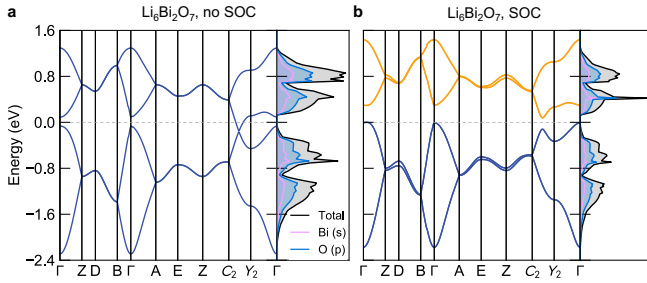 a Li₆Bi₂O₇, no SOC
b Li₆Bi₂O₇, SOC
Energy (eV)
1.6
0.8
0.0
−0.8
−1.6
−2.4
Total
Bi (s)
O (p)
Γ Z D B Γ A E Z C₂ Y₂ Γ
Γ Z D B Γ A E Z C₂ Y₂ Γ